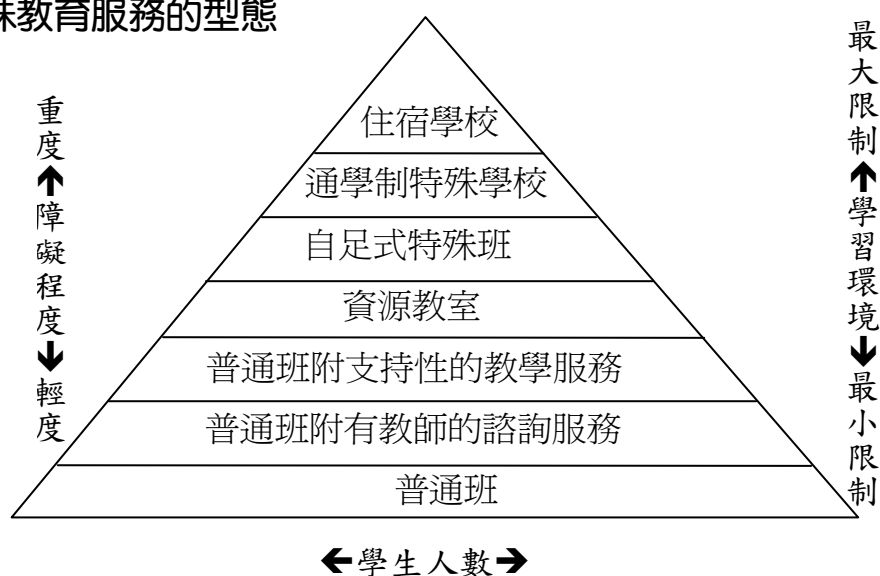 教育服務的型態
住宿學校
通學制特殊學校
自足式特殊班
資源教室
普通班附支持性的教學服務
普通班附有教師的諮詢服務
普通班
重度↑障礙程度↓輕度
最大限制↑學習環境↓最小限制
←學生人數→